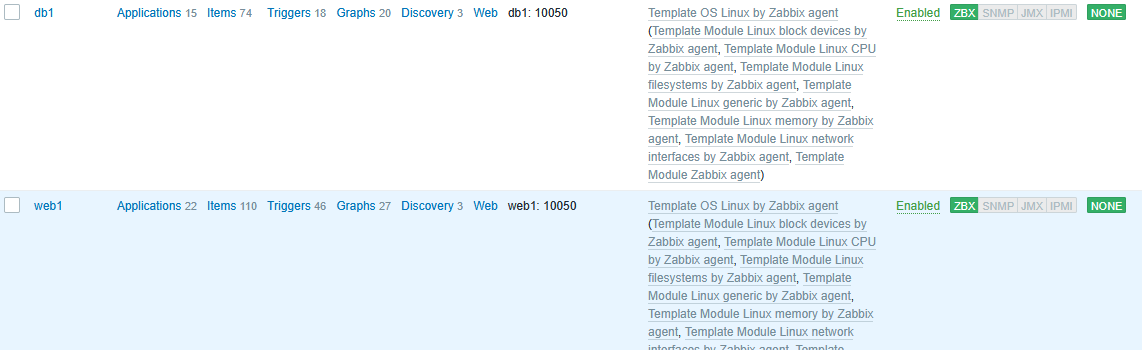 db1 Applications 15 Items 74 Triggers 18 Graphs 20 Discovery 3 Web db1: 10050 Template OS Linux by Zabbix agent Enabled ZBX SNMP JMX IPMI NONE
(Template Module Linux block devices by
Zabbix agent, Template Module Linux CPU
by Zabbix agent, Template Module Linux
filesystems by Zabbix agent, Template
Module Linux generic by Zabbix agent,
Template Module Linux memory by Zabbix
agent, Template Module Linux network
interfaces by Zabbix agent, Template
Module Zabbix agent)
web1 Applications 22 Items 110 Triggers 46 Graphs 27 Discovery 3 Web web1: 10050 Template OS Linux by Zabbix agent Enabled ZBX SNMP JMX IPMI NONE
(Template Module Linux block devices by
Zabbix agent, Template Module Linux CPU
by Zabbix agent, Template Module Linux
filesystems by Zabbix agent, Template
Module Linux generic by Zabbix agent,
Template Module Linux memory by Zabbix
agent, Template Module Linux network
interfaces by Zabbix agent, Template